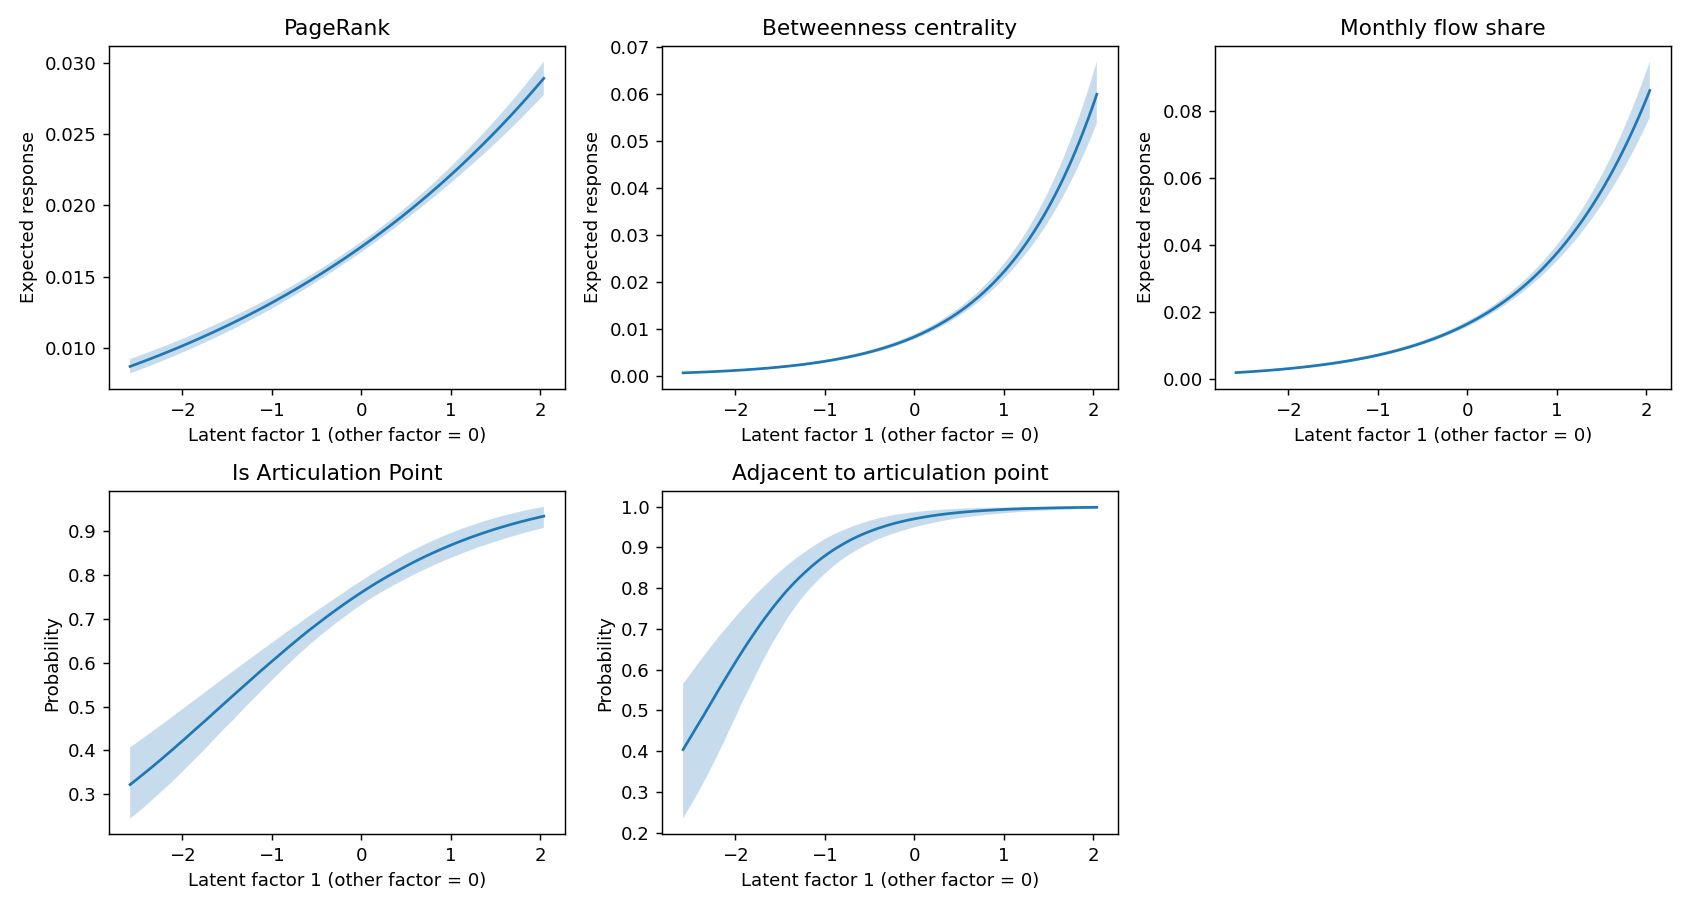 PageRank
Expected response
0.030
0.025
0.020
0.015
0.010
−2 −1 0 1 2
Latent factor 1 (other factor = 0)
Betweenness centrality
Expected response
0.07
0.06
0.05
0.04
0.03
0.02
0.01
0.00
−2 −1 0 1 2
Latent factor 1 (other factor = 0)
Monthly flow share
Expected response
0.08
0.06
0.04
0.02
0.00
−2 −1 0 1 2
Latent factor 1 (other factor = 0)
Is Articulation Point
Probability
0.9
0.8
0.7
0.6
0.5
0.4
0.3
−2 −1 0 1 2
Latent factor 1 (other factor = 0)
Adjacent to articulation point
Probability
1.0
0.9
0.8
0.7
0.6
0.5
0.4
0.3
0.2
−2 −1 0 1 2
Latent factor 1 (other factor = 0)